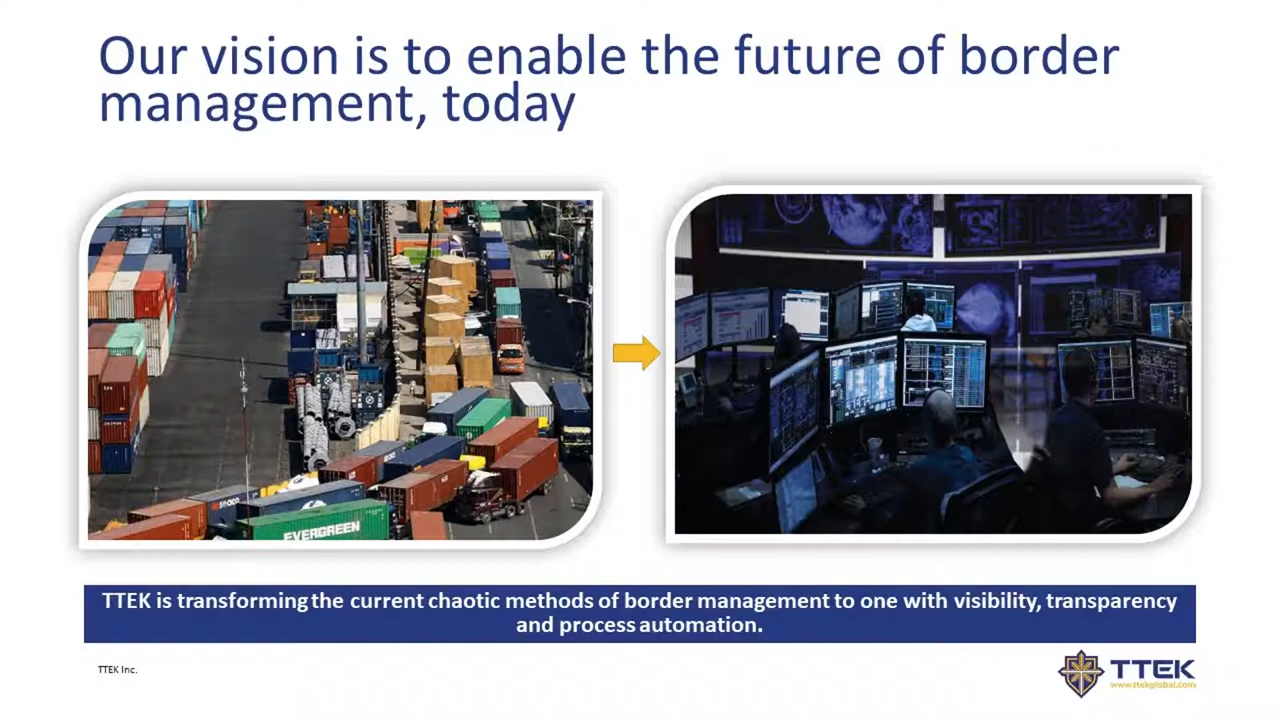 Our vision is to enable the future of border
management, today
EVERGREEN
TTEK is transforming the current chaotic methods of border management to one with visibility, transparency
and process automation.
TTEK Inc.
TTEK
www.ttekglobal.com